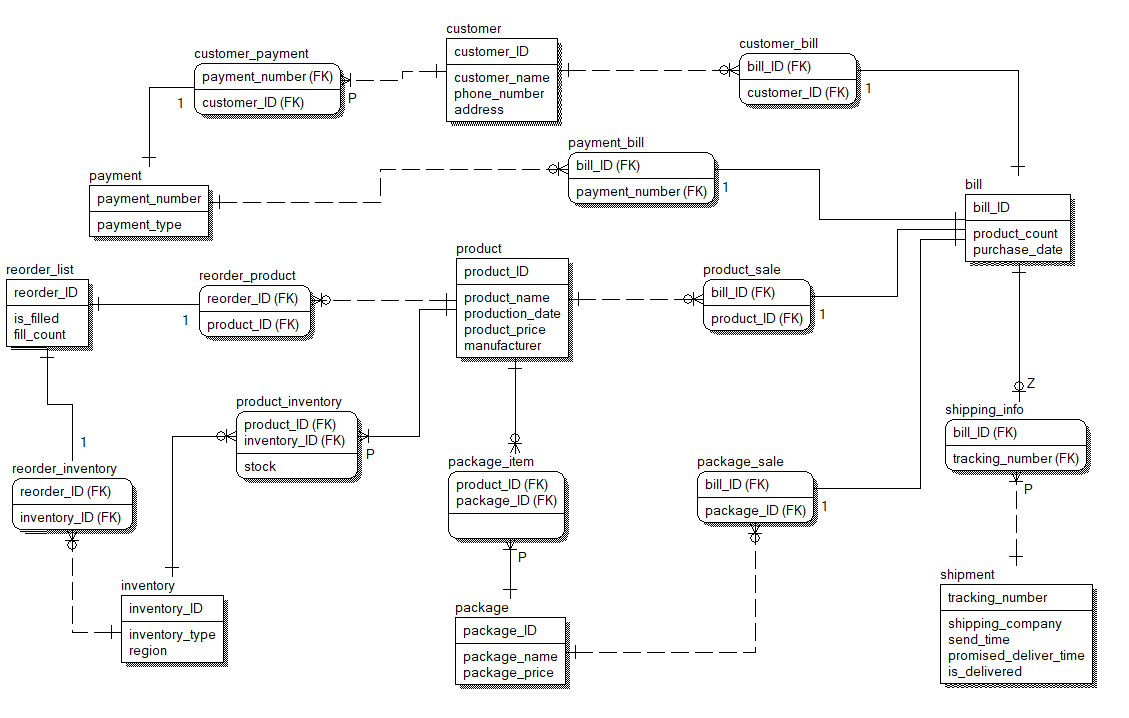 customer
customer_ID
customer_name
phone_number
address
customer_payment
payment_number (FK)
customer_ID (FK)
P
1
customer_bill
bill_ID (FK)
customer_ID (FK)
1
payment_bill
bill_ID (FK)
payment_number (FK)
1
payment
payment_number
payment_type
bill
bill_ID
product_count
purchase_date
reorder_list
reorder_ID
is_filled
fill_count
reorder_product
reorder_ID (FK)
product_ID (FK)
1
product
product_ID
product_name
production_date
product_price
manufacturer
product_sale
bill_ID (FK)
product_ID (FK)
1
product_inventory
product_ID (FK)
inventory_ID (FK)
stock
P
Z
shipping_info
bill_ID (FK)
tracking_number (FK)
P
1
reorder_inventory
reorder_ID (FK)
inventory_ID (FK)
package_item
product_ID (FK)
package_ID (FK)
P
package_sale
bill_ID (FK)
package_ID (FK)
1
inventory
inventory_ID
inventory_type
region
package
package_ID
package_name
package_price
shipment
tracking_number
shipping_company
send_time
promised_deliver_time
is_delivered